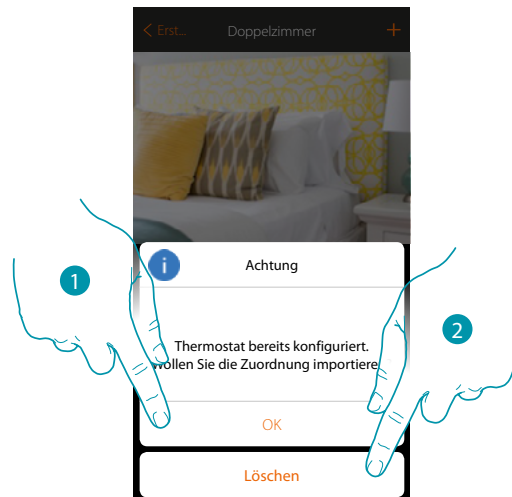 Erst...
Doppelzimmer
+
i
Achtung
1
2
Thermostat bereits konfiguriert.
Wollen Sie die Zuordnung importiere
OK
Löschen